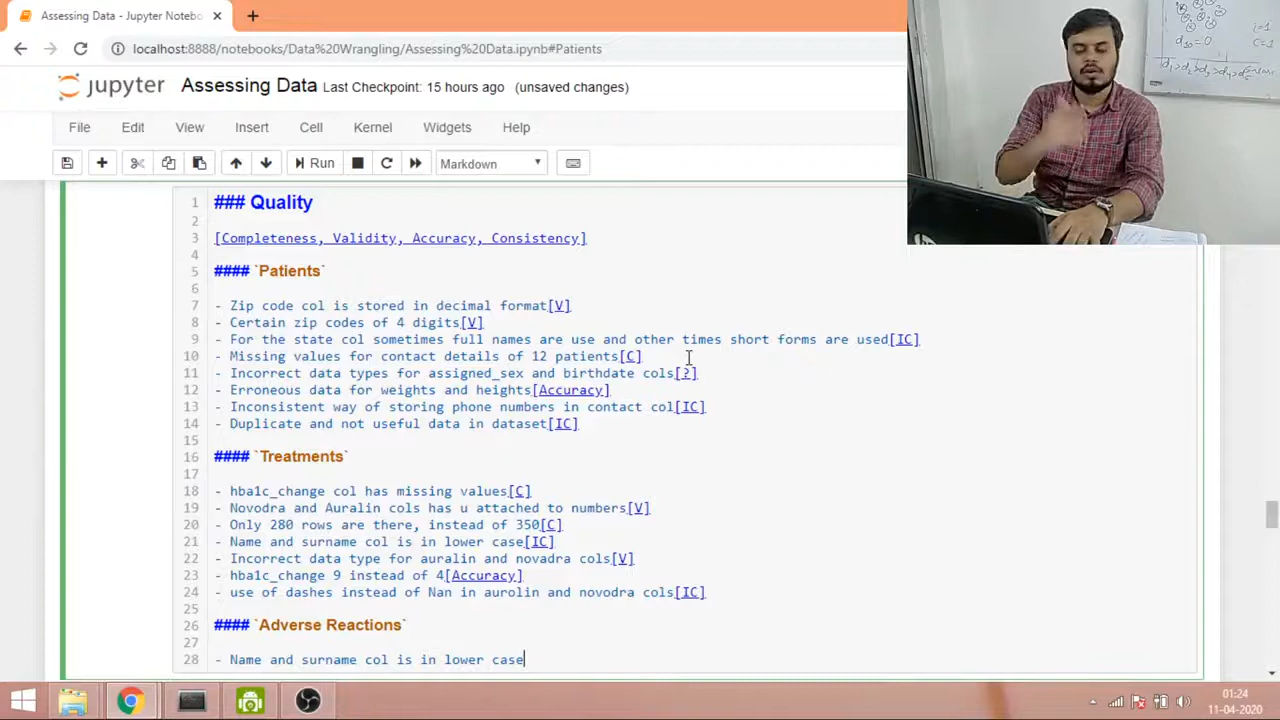 Assessing Data - Jupyter Notebo
localhost:8888/notebooks/Data%20Wrangling/Assessing%20Data.ipynb#Patients
jupyter Assessing Data Last Checkpoint: 15 hours ago (unsaved changes)
File Edit View Insert Cell Kernel Widgets Help
Run Markdown
1 ### Quality
2
3 [Completeness, Validity, Accuracy, Consistency]
4
5 #### `Patients`
6
7 - Zip code col is stored in decimal format[V]
8 - Certain zip codes of 4 digits[V]
9 - For the state col sometimes full names are use and other times short forms are used[IC]
10 - Missing values for contact details of 12 patients[C]
11 - Incorrect data types for assigned_sex and birthdate cols[?]
12 - Erroneous data for weights and heights[Accuracy]
13 - Inconsistent way of storing phone numbers in contact col[IC]
14 - Duplicate and not useful data in dataset[IC]
15
16 #### `Treatments`
17
18 - hba1c_change col has missing values[C]
19 - Novodra and Auralin cols has u attached to numbers[V]
20 - Only 280 rows are there, instead of 350[C]
21 - Name and surname col is in lower case[IC]
22 - Incorrect data type for auralin and novadra cols[V]
23 - hba1c_change 9 instead of 4[Accuracy]
24 - use of dashes instead of Nan in aurolin and novodra cols[IC]
25
26 #### `Adverse Reactions`
27
28 - Name and surname col is in lower case
01:24
11-04-2020